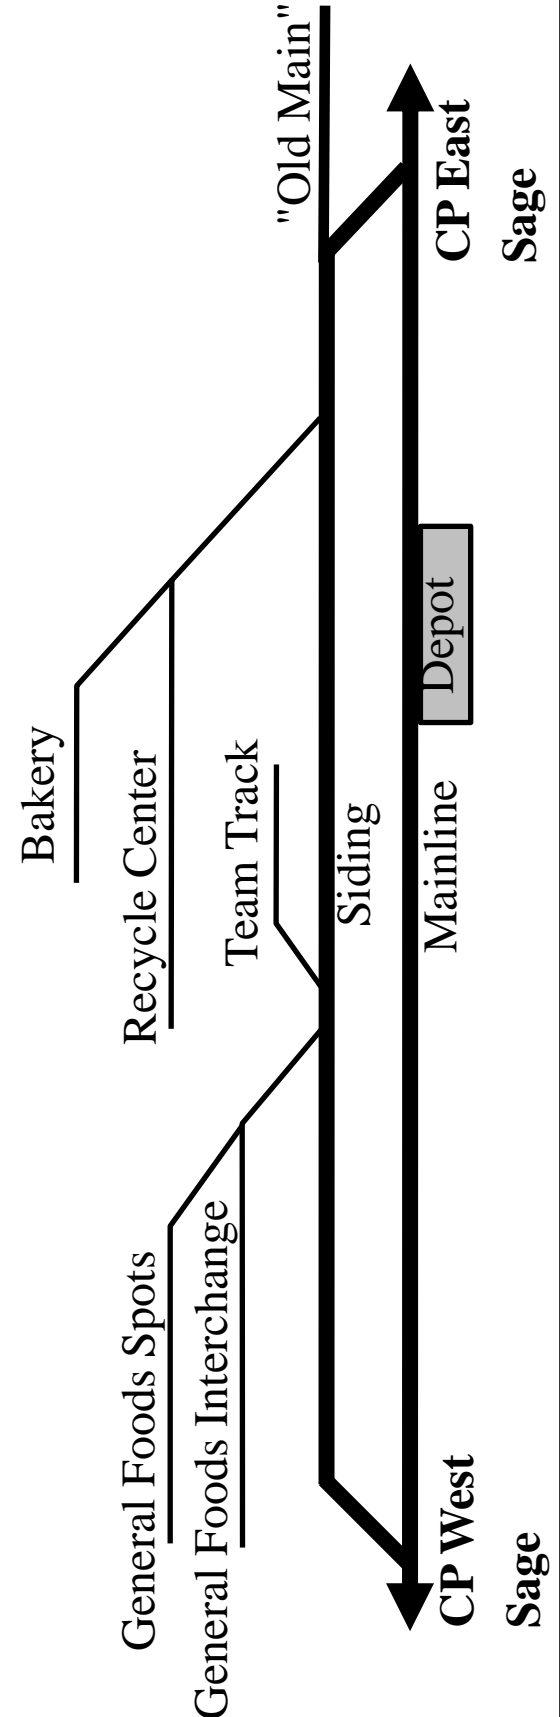 Bakery
Recycle Center
General Foods Spots
General Foods Interchange
Team Track
"Old Main"
Siding
Mainline
Depot
CP West
Sage
CP East
Sage